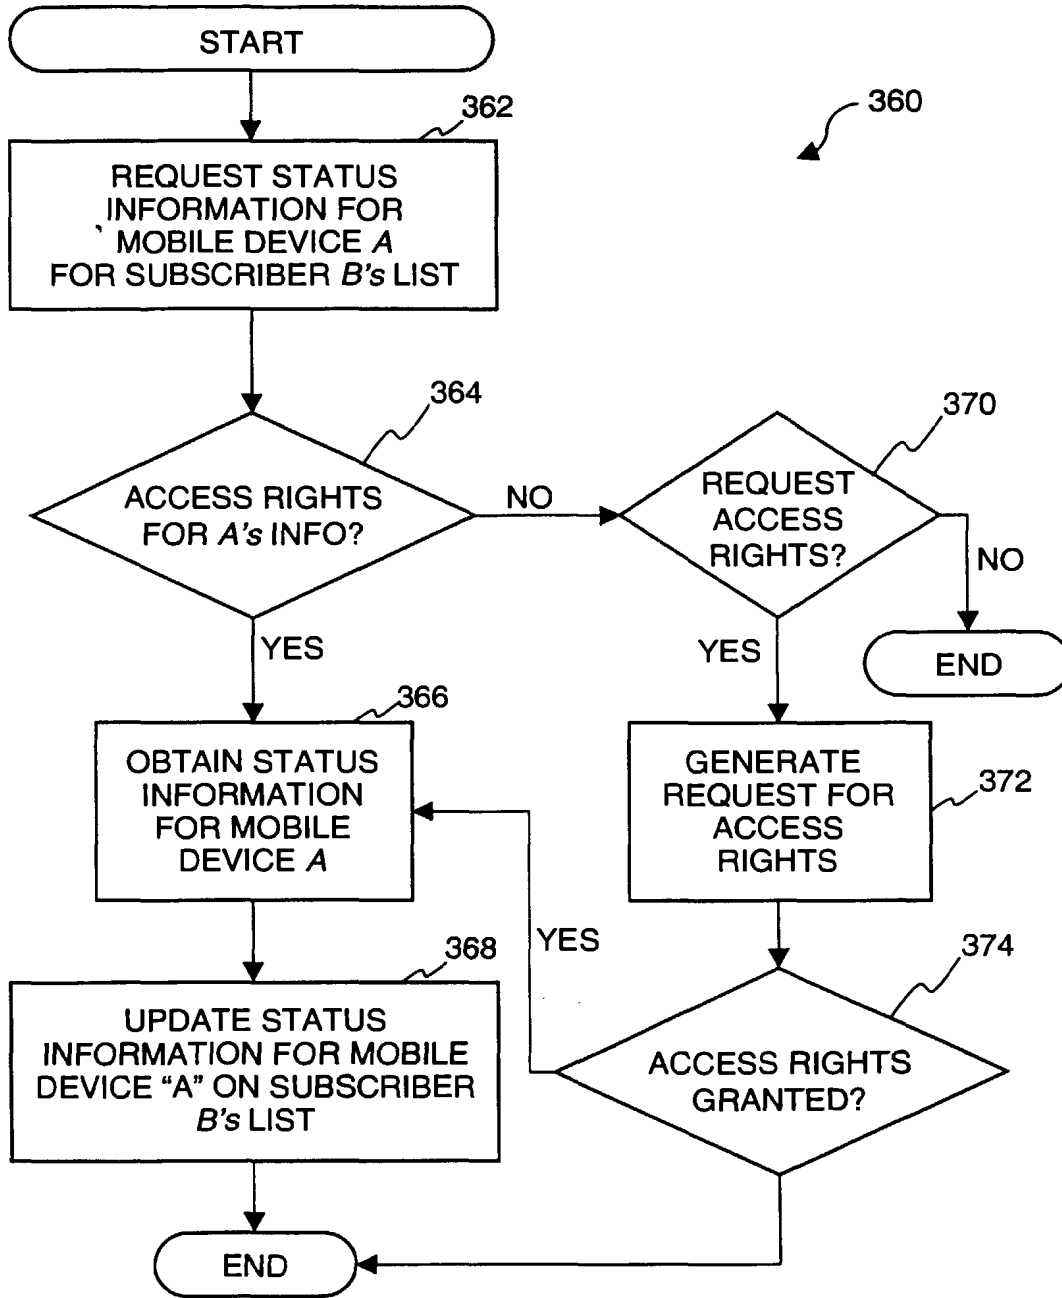 START
362
360
REQUEST STATUS
INFORMATION FOR
MOBILE DEVICE A
FOR SUBSCRIBER B's LIST
364
ACCESS RIGHTS
FOR A's INFO?
NO
370
REQUEST
ACCESS
RIGHTS?
NO
END
YES
YES
366
OBTAIN STATUS
INFORMATION
FOR MOBILE
DEVICE A
GENERATE
REQUEST FOR
ACCESS
RIGHTS
372
YES
368
UPDATE STATUS
INFORMATION FOR MOBILE
DEVICE “A” ON SUBSCRIBER
B's LIST
374
ACCESS RIGHTS
GRANTED?
END